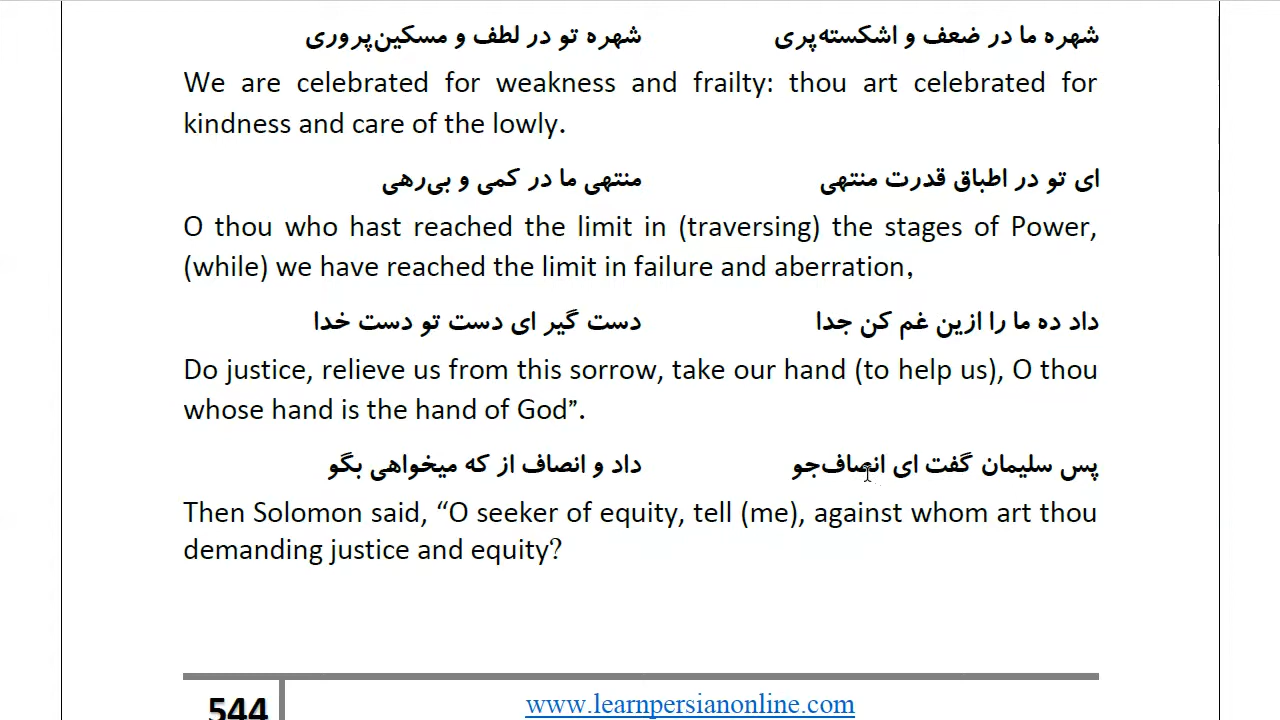 شهره ما در ضعف و اشکسته‌پری شهره تو در لطف و مسکین‌پروری
We are celebrated for weakness and frailty: thou art celebrated for
kindness and care of the lowly.
ای تو در اطباق قدرت منتهی منتهی ما در کمی و بی‌رهی
O thou who hast reached the limit in (traversing) the stages of Power,
(while) we have reached the limit in failure and aberration,
داد ده ما را ازین غم کن جدا دست گیر ای دست تو دست خدا
Do justice, relieve us from this sorrow, take our hand (to help us), O thou
whose hand is the hand of God”.
پس سلیمان گفت ای انصاف‌جو داد و انصاف از که میخواهی بگو
Then Solomon said, “O seeker of equity, tell (me), against whom art thou
demanding justice and equity?
544 www.learnpersianonline.com